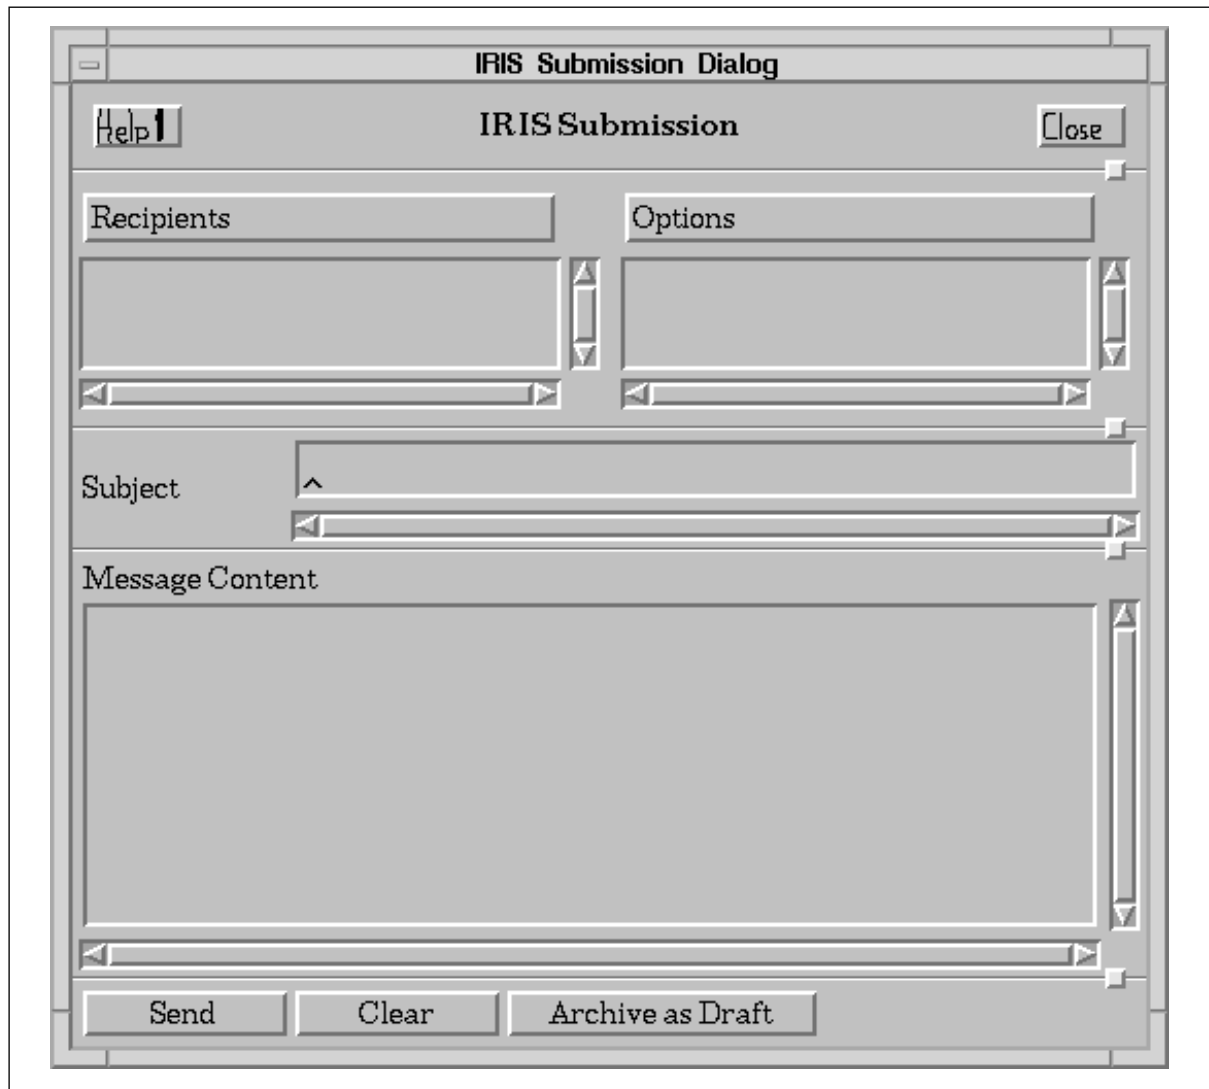 IRIS Submission Dialog
Help! IRIS Submission Close
Recipients Options
Subject
^
Message Content
Send Clear Archive as Draft